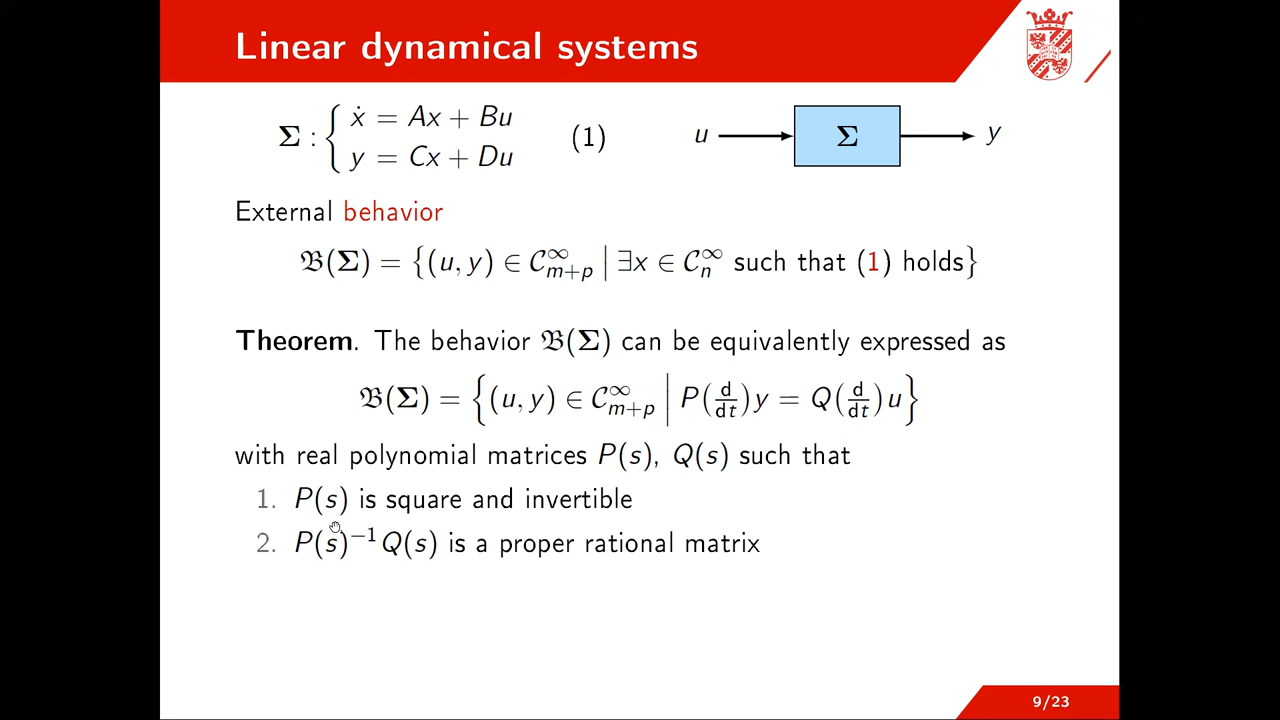 Linear dynamical systems
Σ : { ẋ = Ax + Bu
y = Cx + Du
(1)
u Σ y
External behavior
𝔅(Σ) = {(u, y) ∈ 𝒞^∞_{m+p} | ∃x ∈ 𝒞^∞_n such that (1) holds}
Theorem. The behavior 𝔅(Σ) can be equivalently expressed as
𝔅(Σ) = {(u, y) ∈ 𝒞^∞_{m+p} | P(d/dt)y = Q(d/dt)u}
with real polynomial matrices P(s), Q(s) such that
1. P(s) is square and invertible
2. P(s)⁻¹Q(s) is a proper rational matrix
9/23